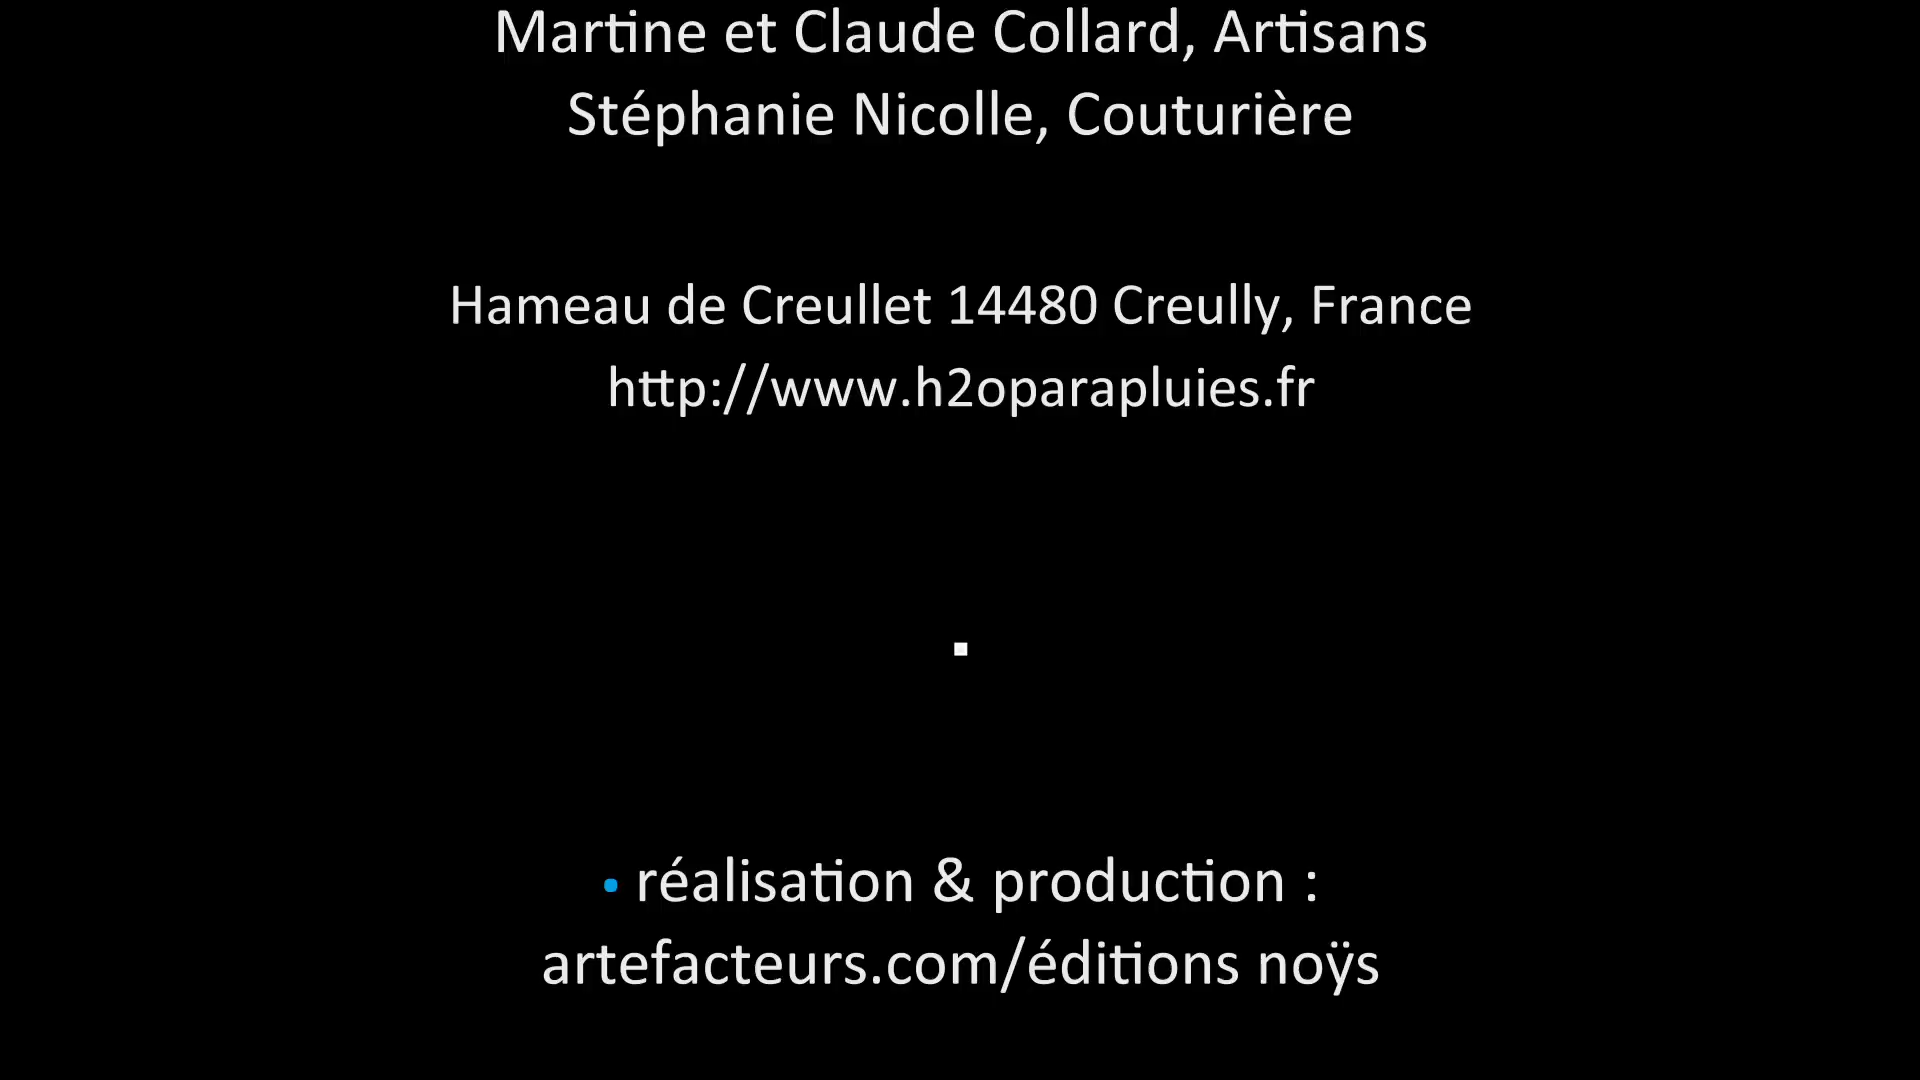 Martine et Claude Collard, Artisans
Stéphanie Nicolle, Couturière
Hameau de Creullet 14480 Creully, France
http://www.h2oparapluies.fr
• réalisation & production :
artefacteurs.com/éditions noÿs